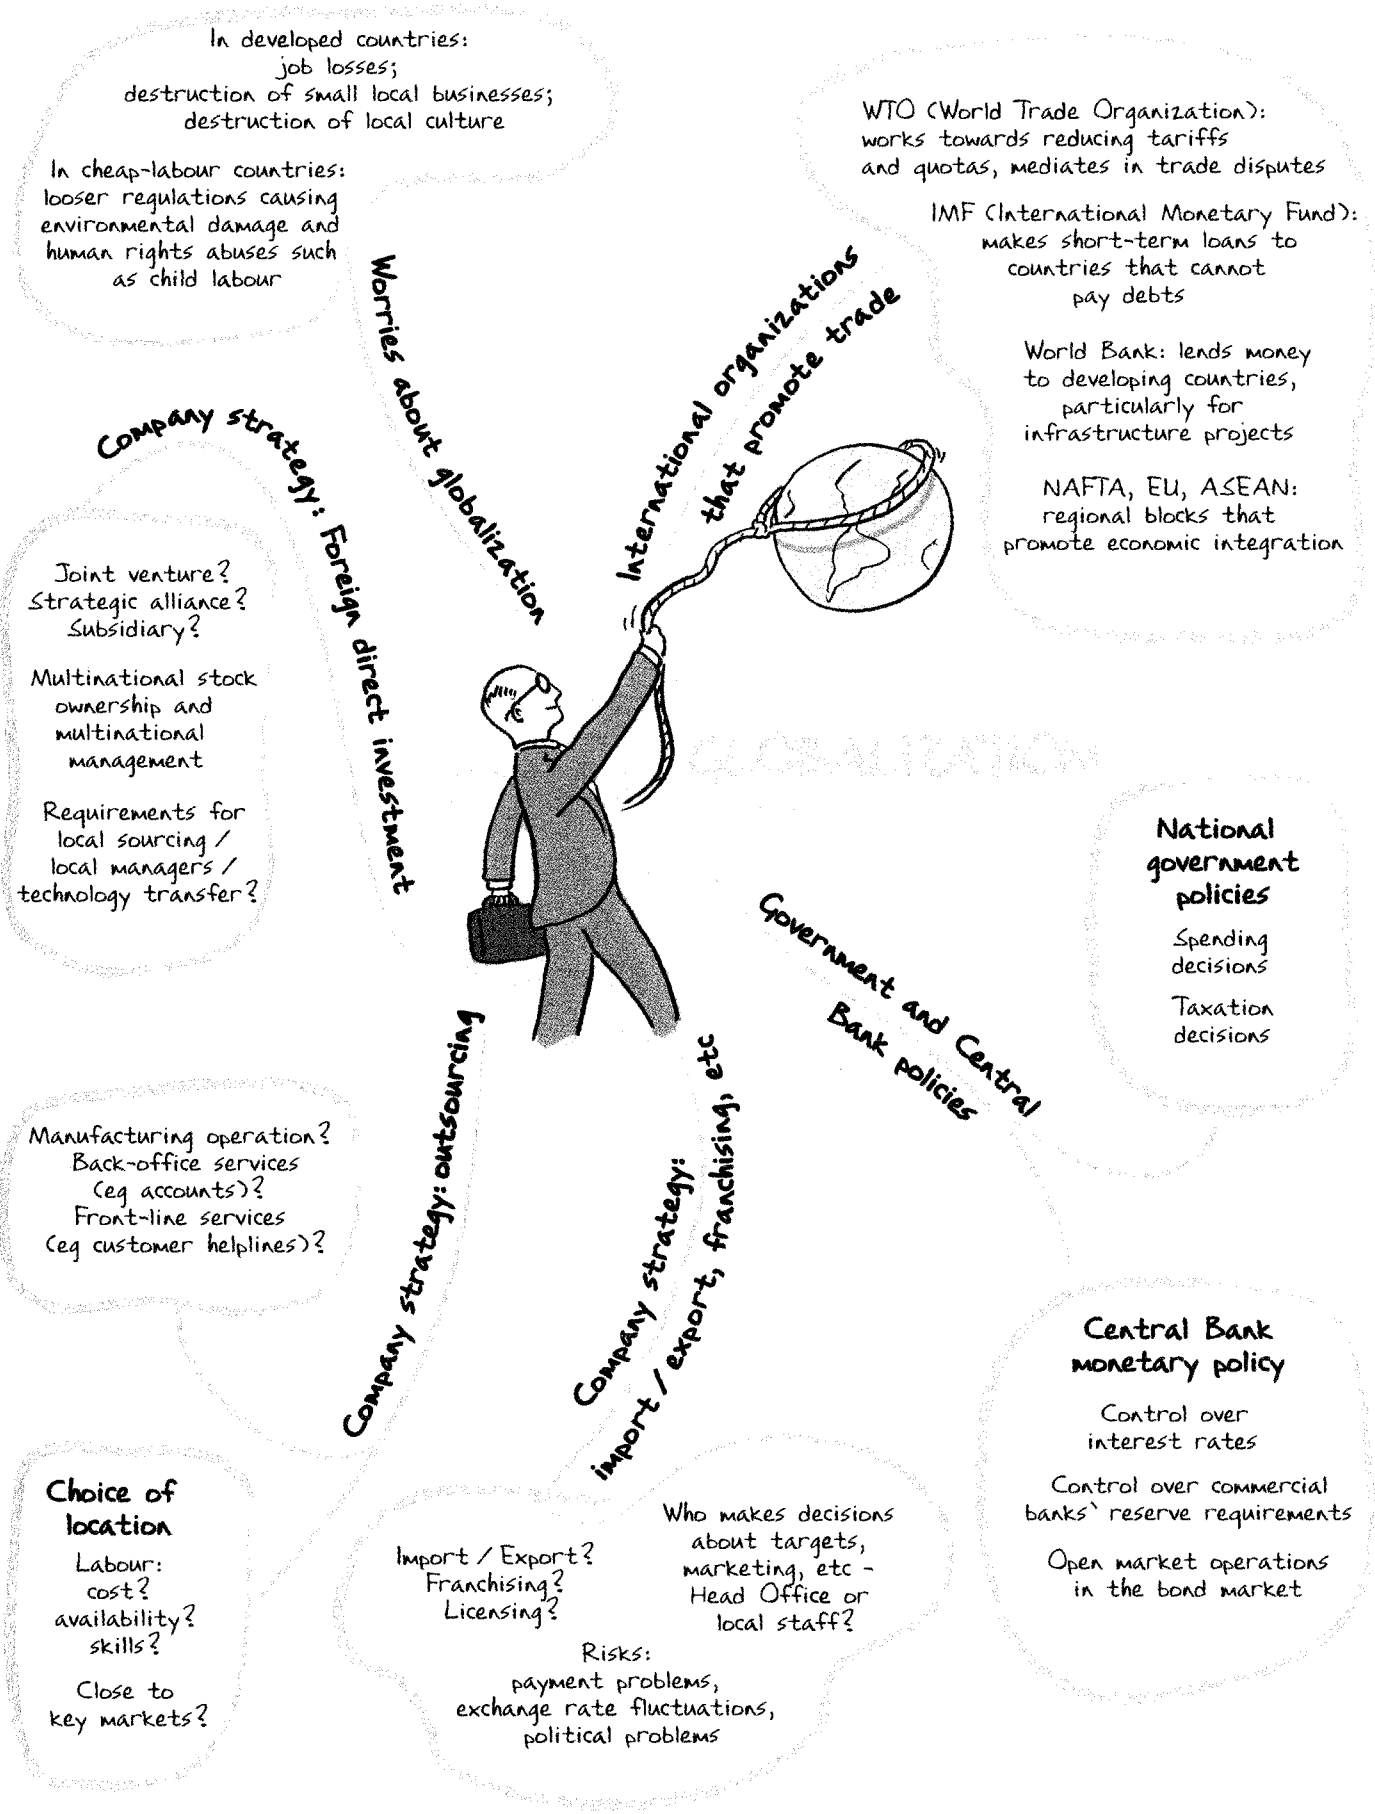 In developed countries:
job losses;
destruction of small local businesses;
destruction of local culture
In cheap-labour countries:
looser regulations causing
environmental damage and
human rights abuses such
as child labour
Worries about globalization
International organizations
that promote trade
WTO (World Trade Organization):
works towards reducing tariffs
and quotas, mediates in trade disputes
IMF (International Monetary Fund):
makes short-term loans to
countries that cannot
pay debts
World Bank: lends money
to developing countries,
particularly for
infrastructure projects
NAFTA, EU, ASEAN:
regional blocks that
promote economic integration
Company strategy: Foreign direct investment
Joint venture?
Strategic alliance?
Subsidiary?
Multinational stock
ownership and
multinational
management
Requirements for
local sourcing /
local managers /
technology transfer?
GLOBALIZATION
Government and Central
Bank policies
National
government
policies
Spending
decisions
Taxation
decisions
Company strategy: outsourcing
Manufacturing operation?
Back-office services
(eg accounts)?
Front-line services
(eg customer helplines)?
Choice of
location
Labour:
cost?
availability?
skills?
Close to
key markets?
Company strategy:
import / export, franchising, etc
Import / Export?
Franchising?
Licensing?
Who makes decisions
about targets,
marketing, etc –
Head Office or
local staff?
Risks:
payment problems,
exchange rate fluctuations,
political problems
Central Bank
monetary policy
Control over
interest rates
Control over commercial
banks` reserve requirements
Open market operations
in the bond market